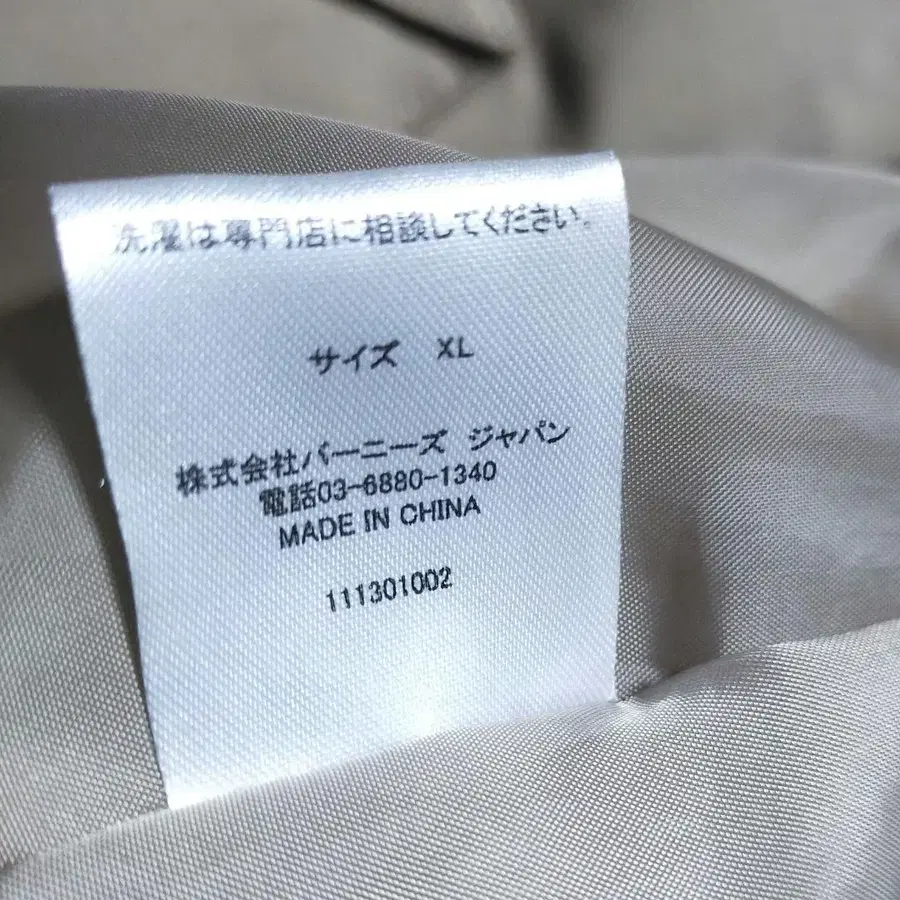 洗濯は専門店に相談してください。
サイズ XL
株式会社バーニーズ ジャパン
電話03-6880-1340
MADE IN CHINA
111301002